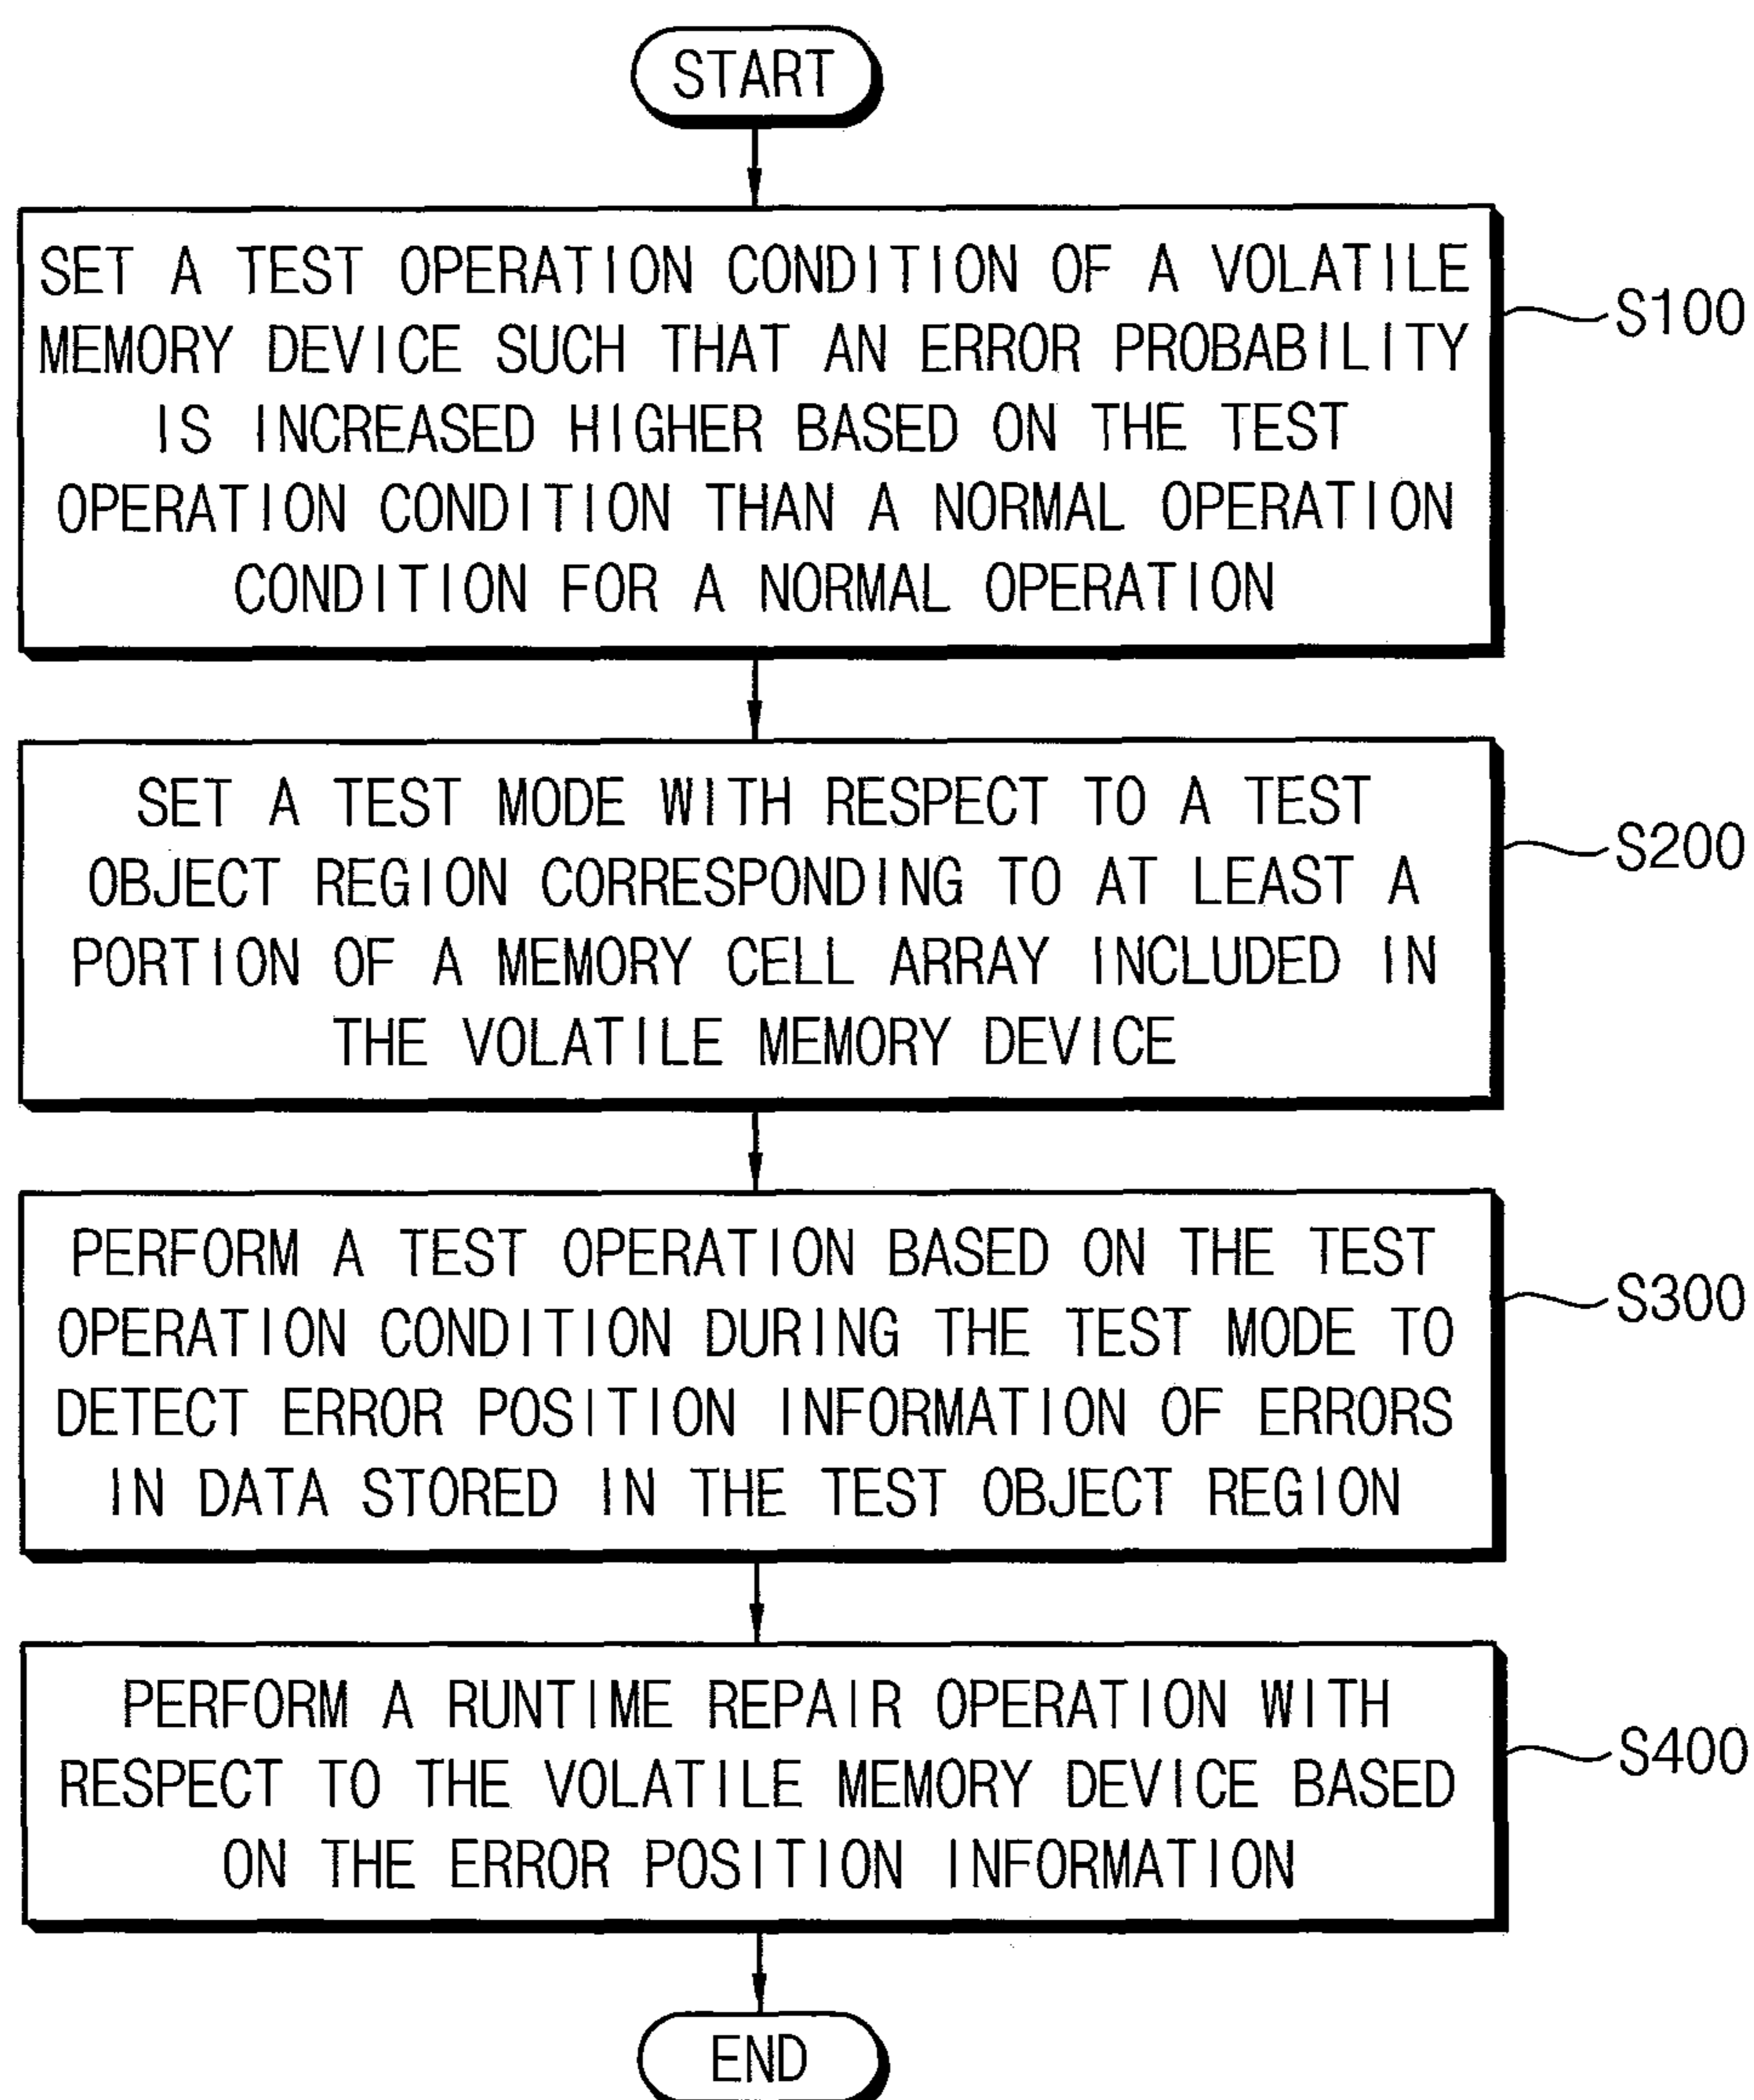 START
SET A TEST OPERATION CONDITION OF A VOLATILE
MEMORY DEVICE SUCH THAT AN ERROR PROBABILITY
IS INCREASED HIGHER BASED ON THE TEST
OPERATION CONDITION THAN A NORMAL OPERATION
CONDITION FOR A NORMAL OPERATION
S100
SET A TEST MODE WITH RESPECT TO A TEST
OBJECT REGION CORRESPONDING TO AT LEAST A
PORTION OF A MEMORY CELL ARRAY INCLUDED IN
THE VOLATILE MEMORY DEVICE
S200
PERFORM A TEST OPERATION BASED ON THE TEST
OPERATION CONDITION DURING THE TEST MODE TO
DETECT ERROR POSITION INFORMATION OF ERRORS
IN DATA STORED IN THE TEST OBJECT REGION
S300
PERFORM A RUNTIME REPAIR OPERATION WITH
RESPECT TO THE VOLATILE MEMORY DEVICE BASED
ON THE ERROR POSITION INFORMATION
S400
END